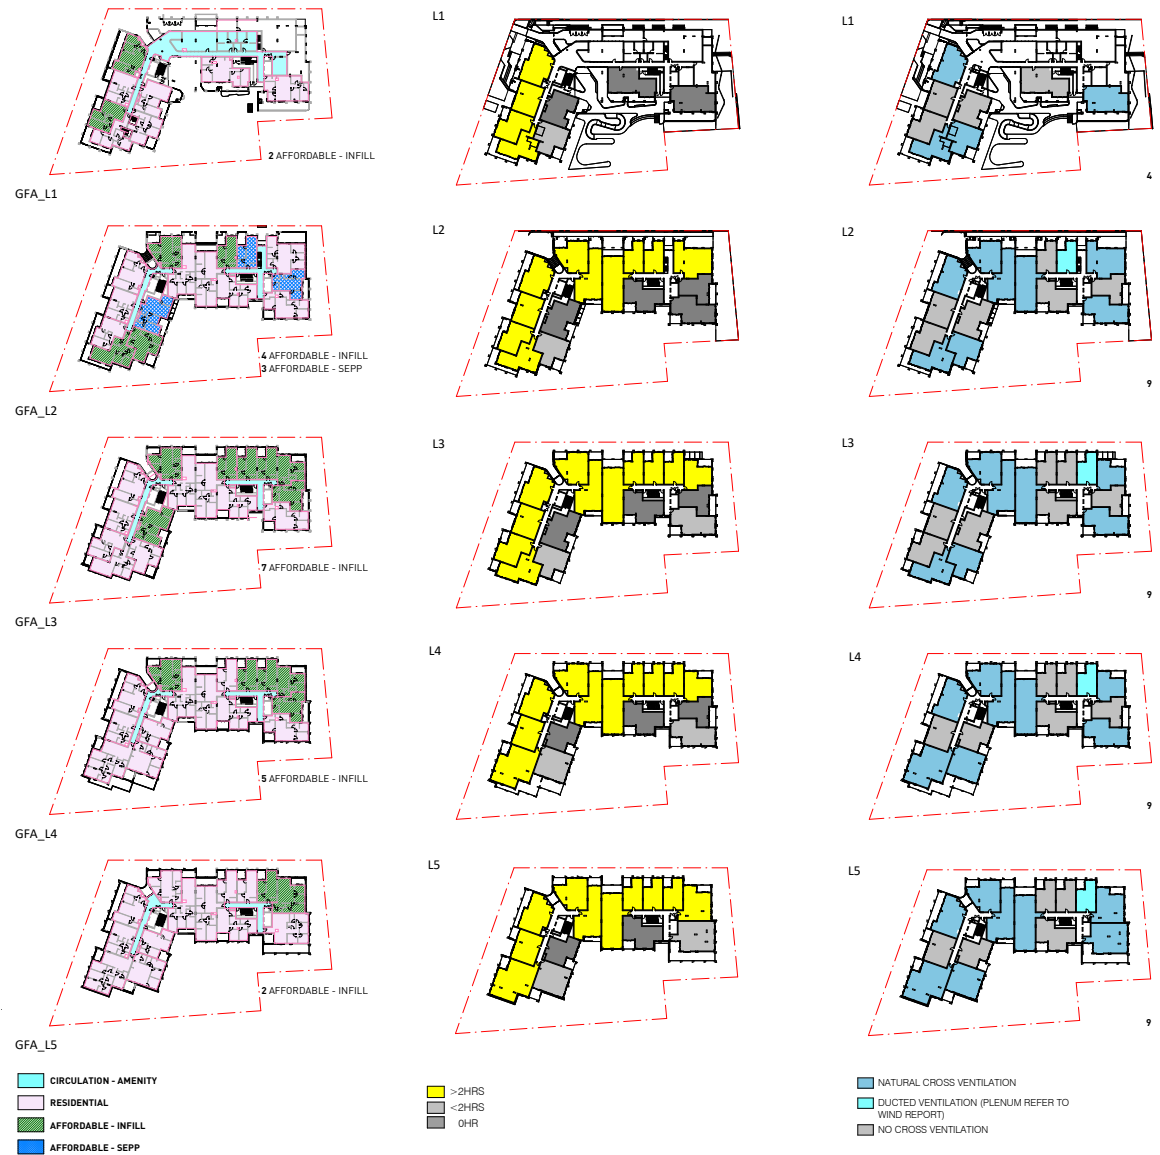 L1
L1
2 AFFORDABLE - INFILL
4
GFA_L1
L2
L2
4 AFFORDABLE - INFILL
3 AFFORDABLE - SEPP
9
GFA_L2
L3
L3
7 AFFORDABLE - INFILL
9
GFA_L3
L4
L4
5 AFFORDABLE - INFILL
9
GFA_L4
L5
L5
2 AFFORDABLE - INFILL
9
GFA_L5
CIRCULATION - AMENITY
RESIDENTIAL
AFFORDABLE - INFILL
AFFORDABLE - SEPP
>2HRS
<2HRS
0HR
NATURAL CROSS VENTILATION
DUCTED VENTILATION (PLENUM REFER TO
WIND REPORT)
NO CROSS VENTILATION